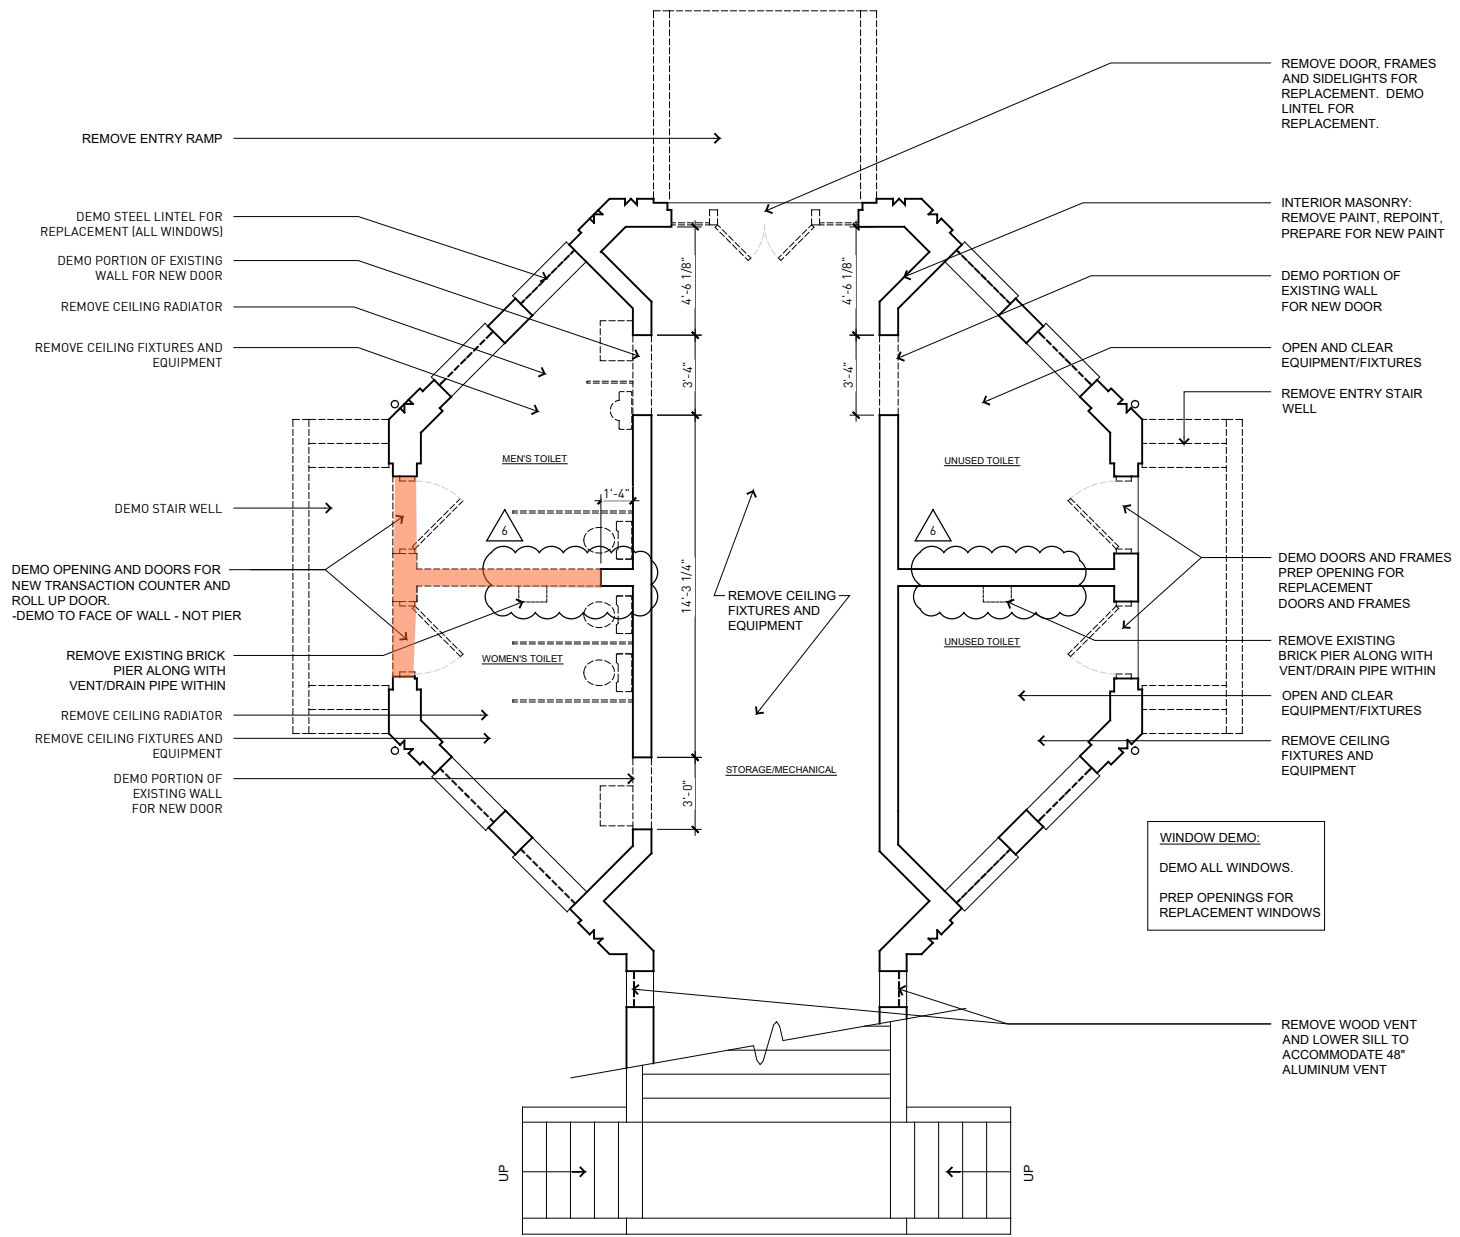 REMOVE ENTRY RAMP
DEMO STEEL LINTEL FOR
REPLACEMENT (ALL WINDOWS)
DEMO PORTION OF EXISTING
WALL FOR NEW DOOR
REMOVE CEILING RADIATOR
REMOVE CEILING FIXTURES AND
EQUIPMENT
DEMO STAIR WELL
DEMO OPENING AND DOORS FOR
NEW TRANSACTION COUNTER AND
ROLL UP DOOR.
-DEMO TO FACE OF WALL - NOT PIER
REMOVE EXISTING BRICK
PIER ALONG WITH
VENT/DRAIN PIPE WITHIN
REMOVE CEILING RADIATOR
REMOVE CEILING FIXTURES AND
EQUIPMENT
DEMO PORTION OF
EXISTING WALL
FOR NEW DOOR
4'-6 1/8"
4'-6 1/8"
3'-4"
3'-4"
MEN'S TOILET
1'-4"
6
14'-3 1/4"
WOMEN'S TOILET
REMOVE CEILING
FIXTURES AND
EQUIPMENT
3'-0"
STORAGE/MECHANICAL
UNUSED TOILET
6
UNUSED TOILET
REMOVE DOOR, FRAMES
AND SIDELIGHTS FOR
REPLACEMENT. DEMO
LINTEL FOR
REPLACEMENT.
INTERIOR MASONRY:
REMOVE PAINT, REPOINT,
PREPARE FOR NEW PAINT
DEMO PORTION OF
EXISTING WALL
FOR NEW DOOR
OPEN AND CLEAR
EQUIPMENT/FIXTURES
REMOVE ENTRY STAIR
WELL
DEMO DOORS AND FRAMES
PREP OPENING FOR
REPLACEMENT
DOORS AND FRAMES
REMOVE EXISTING
BRICK PIER ALONG WITH
VENT/DRAIN PIPE WITHIN
OPEN AND CLEAR
EQUIPMENT/FIXTURES
REMOVE CEILING
FIXTURES AND
EQUIPMENT
WINDOW DEMO:
DEMO ALL WINDOWS.
PREP OPENINGS FOR
REPLACEMENT WINDOWS
REMOVE WOOD VENT
AND LOWER SILL TO
ACCOMMODATE 48"
ALUMINUM VENT
UP
UP